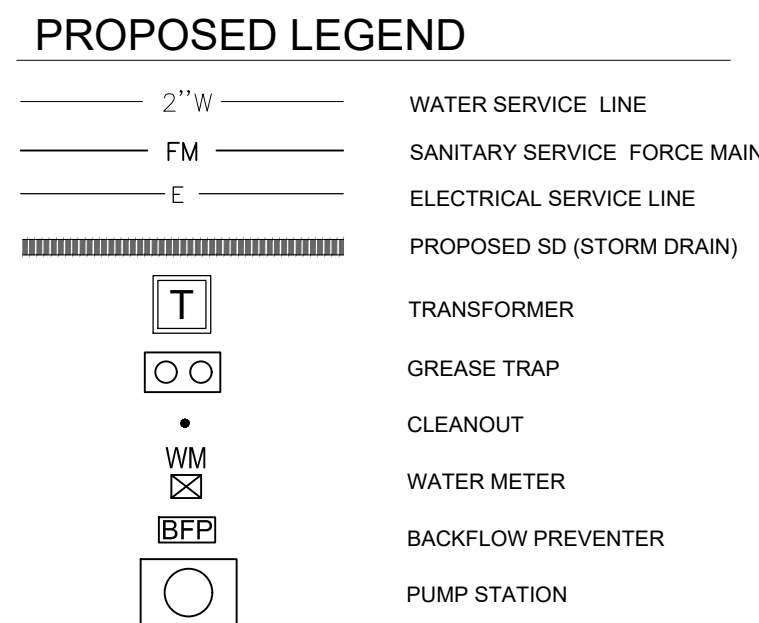 PROPOSED LEGEND
2''W WATER SERVICE LINE
FM SANITARY SERVICE FORCE MAIN
E ELECTRICAL SERVICE LINE
PROPOSED SD (STORM DRAIN)
T TRANSFORMER
GREASE TRAP
CLEANOUT
WM
WATER METER
BFP BACKFLOW PREVENTER
PUMP STATION